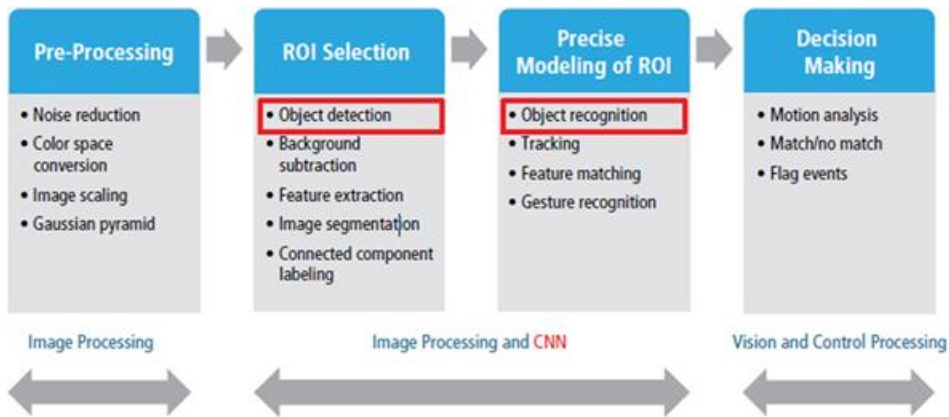 Pre-Processing
• Noise reduction
• Color space
conversion
• Image scaling
• Gaussian pyramid
ROI Selection
• Object detection
• Background
subtraction
• Feature extraction
• Image segmentation
• Connected component
labeling
Precise
Modeling of ROI
• Object recognition
• Tracking
• Feature matching
• Gesture recognition
Decision
Making
• Motion analysis
• Match/no match
• Flag events
Image Processing
Image Processing and CNN
Vision and Control Processing